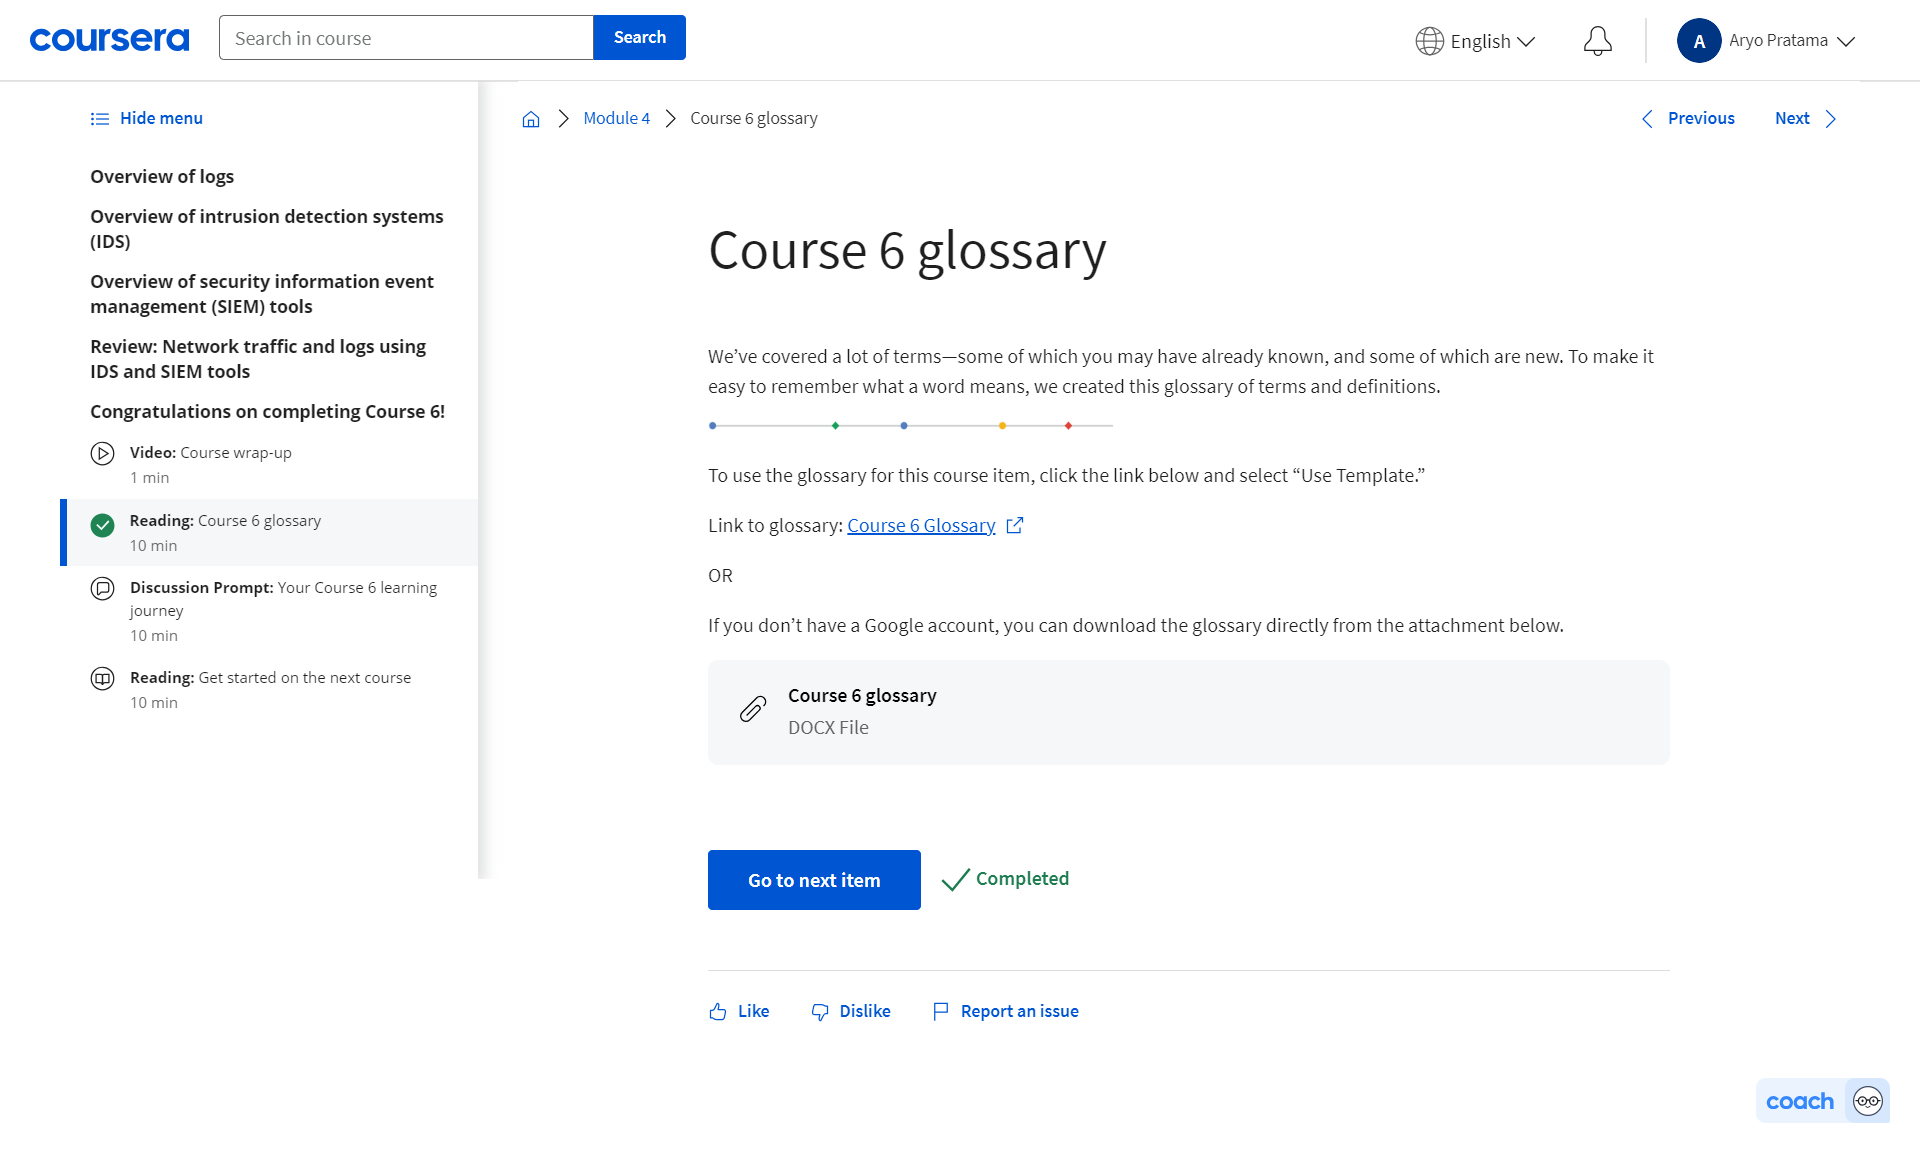 coursera
Search in course
Search
English
A
Aryo Pratama
Hide menu
Overview of logs
Overview of intrusion detection systems
(IDS)
Overview of security information event
management (SIEM) tools
Review: Network traffic and logs using
IDS and SIEM tools
Congratulations on completing Course 6!
Video: Course wrap-up
1 min
Reading: Course 6 glossary
10 min
Discussion Prompt: Your Course 6 learning
journey
10 min
Reading: Get started on the next course
10 min
Module 4
Course 6 glossary
Previous
Next
Course 6 glossary
We’ve covered a lot of terms—some of which you may have already known, and some of which are new. To make it
easy to remember what a word means, we created this glossary of terms and definitions.
To use the glossary for this course item, click the link below and select “Use Template.”
Link to glossary: Course 6 Glossary
OR
If you don’t have a Google account, you can download the glossary directly from the attachment below.
Course 6 glossary
DOCX File
Go to next item
Completed
Like
Dislike
Report an issue
coach